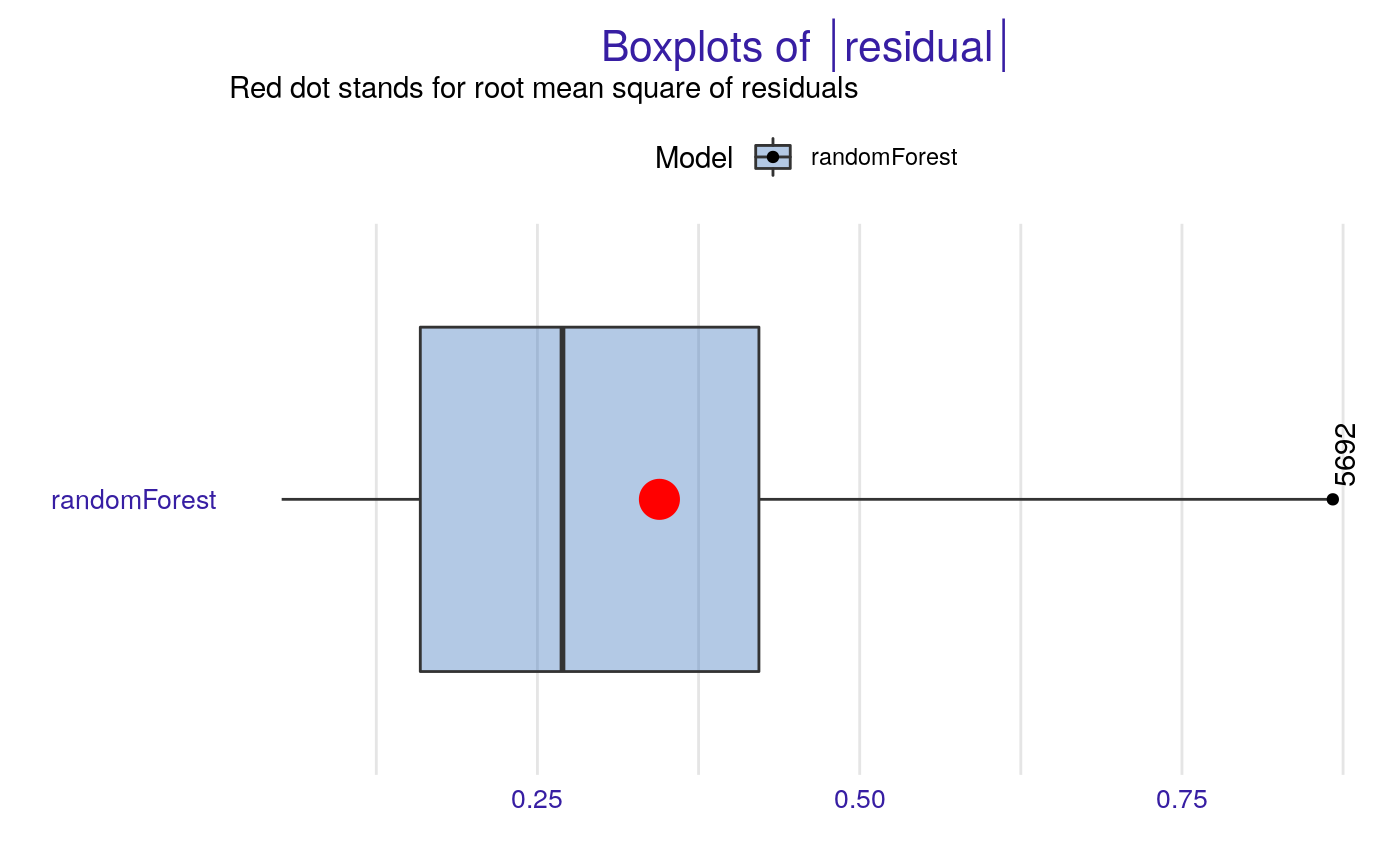 Boxplots of |residual|
Red dot stands for root mean square of residuals
Model randomForest
5692
randomForest
0.25 0.50 0.75